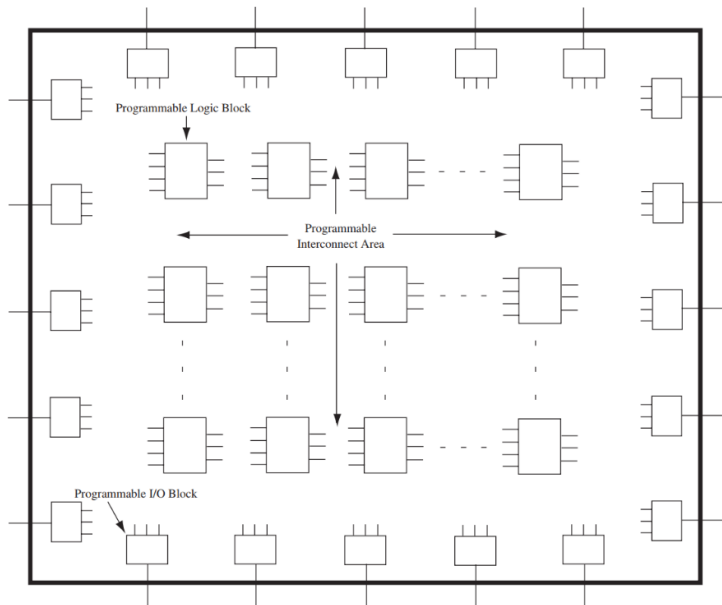 Programmable Logic Block
Programmable
Interconnect Area
Programmable I/O Block